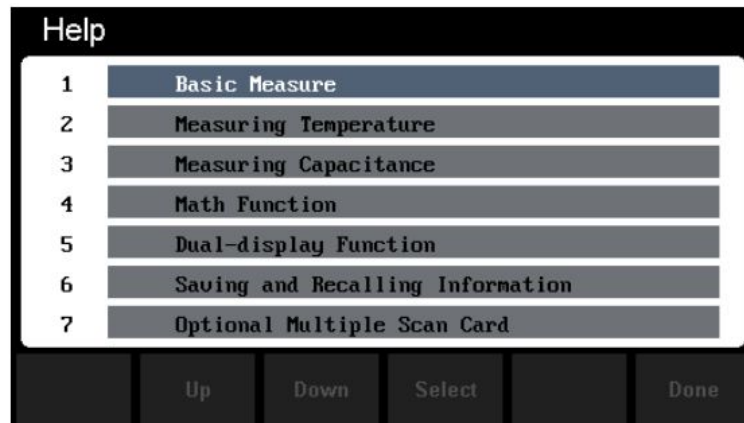 Help
1 Basic Measure
2 Measuring Temperature
3 Measuring Capacitance
4 Math Function
5 Dual-display Function
6 Saving and Recalling Information
7 Optional Multiple Scan Card
Up Down Select Done